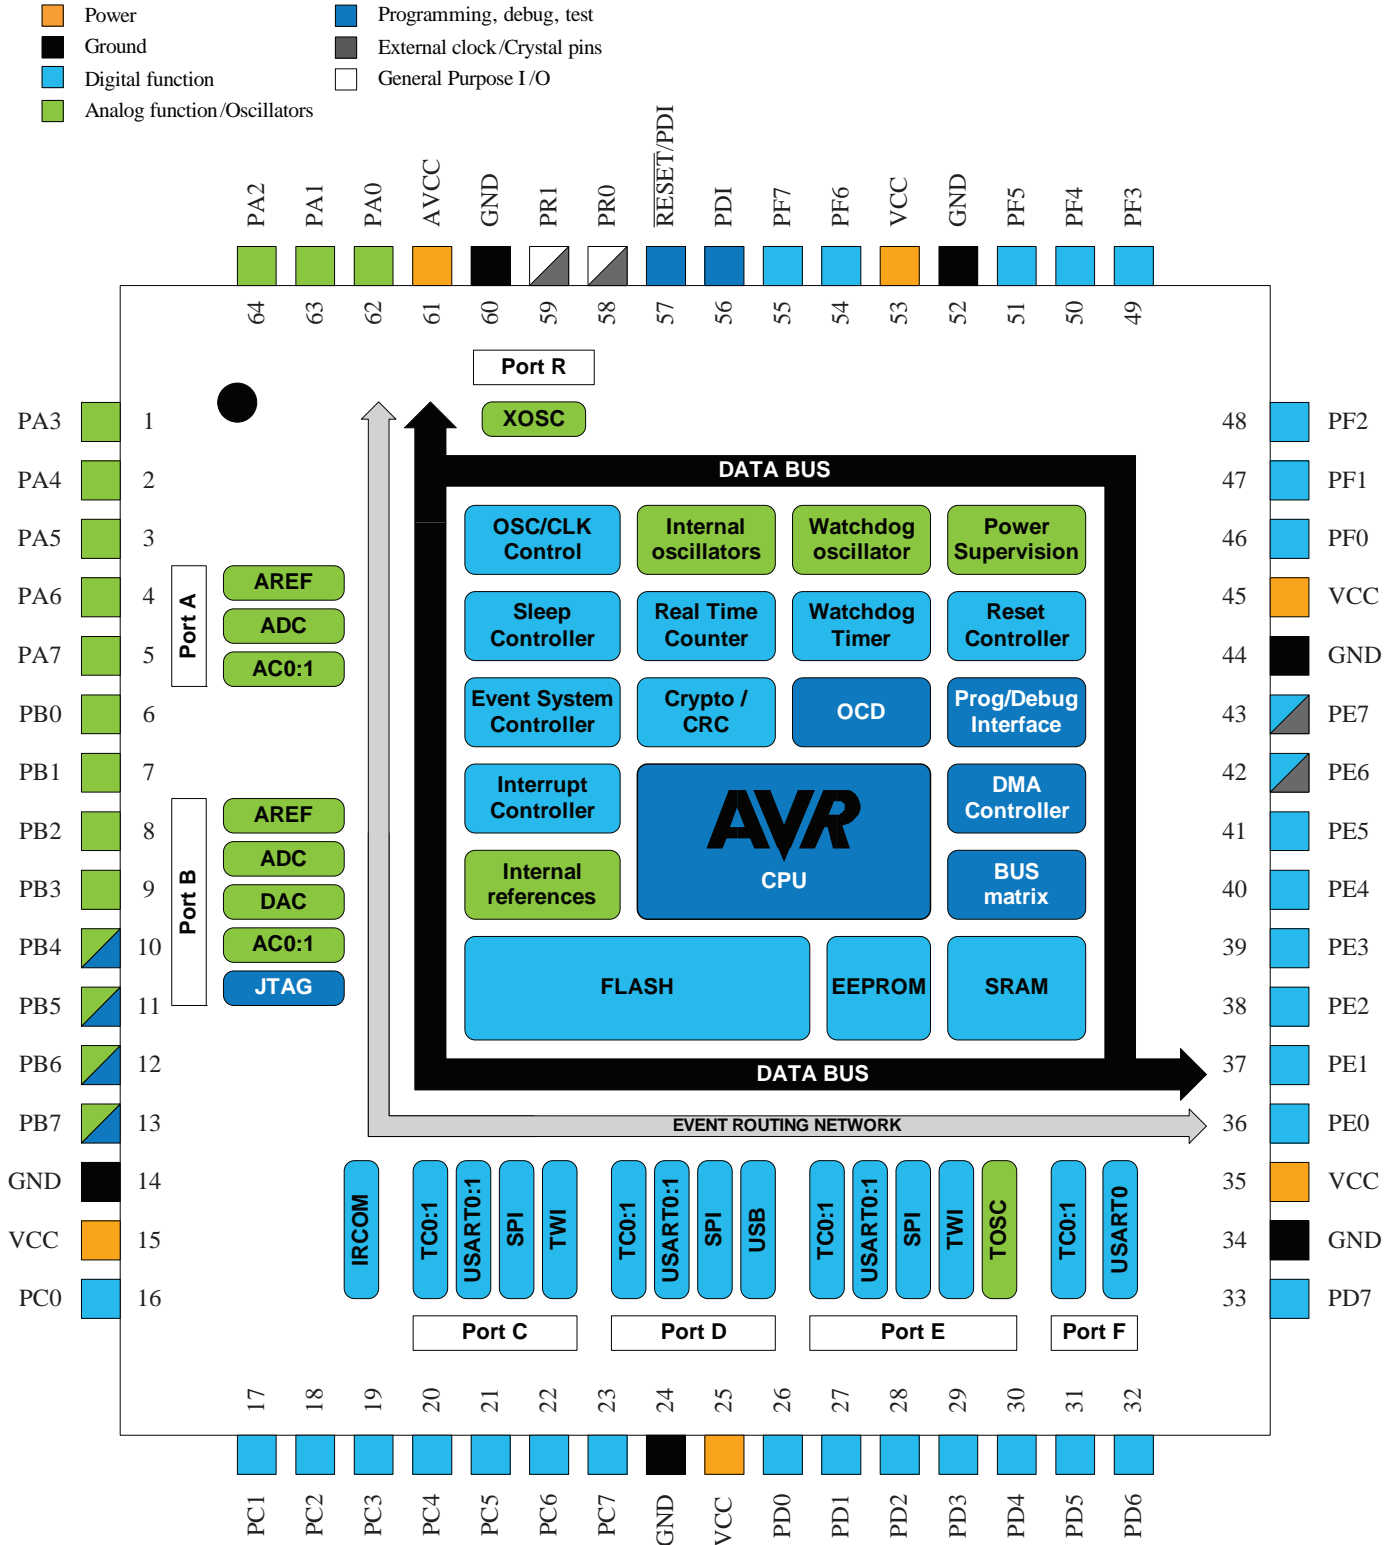 Power
Ground
Digital function
Analog function/Oscillators
Programming, debug, test
External clock/Crystal pins
General Purpose I/O
PA2
PA1
PA0
AVCC
GND
PR1
PR0
RESET/PDI
PDI
PF7
PF6
VCC
GND
PF5
PF4
PF3
64
63
62
61
60
59
58
57
56
55
54
53
52
51
50
49
PA3 1
PA4 2
PA5 3
PA6 4
PA7 5
PB0 6
PB1 7
PB2 8
PB3 9
PB4 10
PB5 11
PB6 12
PB7 13
GND 14
VCC 15
PC0 16
Port R
XOSC
Port A
AREF
ADC
AC0:1
Port B
AREF
ADC
DAC
AC0:1
JTAG
DATA BUS
OSC/CLK
Control
Internal
oscillators
Watchdog
oscillator
Power
Supervision
Sleep
Controller
Real Time
Counter
Watchdog
Timer
Reset
Controller
Event System
Controller
Crypto /
CRC
OCD
Prog/Debug
Interface
Interrupt
Controller
AVR
CPU
DMA
Controller
Internal
references
BUS
matrix
FLASH
EEPROM
SRAM
DATA BUS
EVENT ROUTING NETWORK
48 PF2
47 PF1
46 PF0
45 VCC
44 GND
43 PE7
42 PE6
41 PE5
40 PE4
39 PE3
38 PE2
37 PE1
36 PE0
35 VCC
34 GND
33 PD7
IRCOM
TC0:1
USART0:1
SPI
TWI
TC0:1
USART0:1
SPI
USB
TC0:1
USART0:1
SPI
TWI
TOSC
TC0:1
USART0
Port C
Port D
Port E
Port F
17
18
19
20
21
22
23
24
25
26
27
28
29
30
31
32
PC1
PC2
PC3
PC4
PC5
PC6
PC7
GND
VCC
PD0
PD1
PD2
PD3
PD4
PD5
PD6